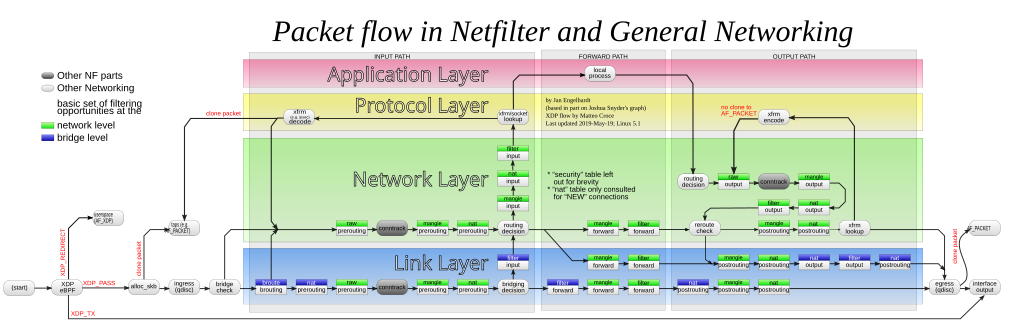 Packet flow in Netfilter and General Networking
INPUT PATH
FORWARD PATH
OUTPUT PATH
Other NF parts
Other Networking
basic set of filtering
opportunities at the
network level
bridge level
Application Layer
local
process
Protocol Layer
clone packet
xfrm
(e.g. ipsec)
decode
xfrm/socket
lookup
by Jan Engelhardt
(based in part on Joshua Snyder's graph)
XDP flow by Matteo Croce
Last updated 2019-May-19; Linux 5.1
no clone to
AF_PACKET
xfrm
encode
Network Layer
filter
input
nat
input
mangle
input
* "security" table left
out for brevity
* "nat" table only consulted
for "NEW" connections
routing
decision
raw
output
conntrack
mangle
output
filter
output
nat
output
raw
prerouting
conntrack
mangle
prerouting
nat
prerouting
routing
decision
mangle
forward
filter
forward
reroute
check
mangle
postrouting
nat
postrouting
xfrm
lookup
userspace
(AF_XDP)
taps (e.g.
AF_PACKET)
AF_PACKET
XDP_REDIRECT
clone packet
clone packet
Link Layer
filter
input
mangle
forward
filter
forward
mangle
postrouting
nat
postrouting
nat
output
filter
output
nat
postrouting
(start)
XDP
eBPF
XDP_PASS
alloc_skb
ingress
(qdisc)
bridge
check
broute
brouting
nat
prerouting
raw
prerouting
conntrack
mangle
prerouting
nat
prerouting
bridging
decision
filter
forward
mangle
forward
filter
forward
nat
postrouting
mangle
postrouting
nat
postrouting
egress
(qdisc)
interface
output
XDP_TX